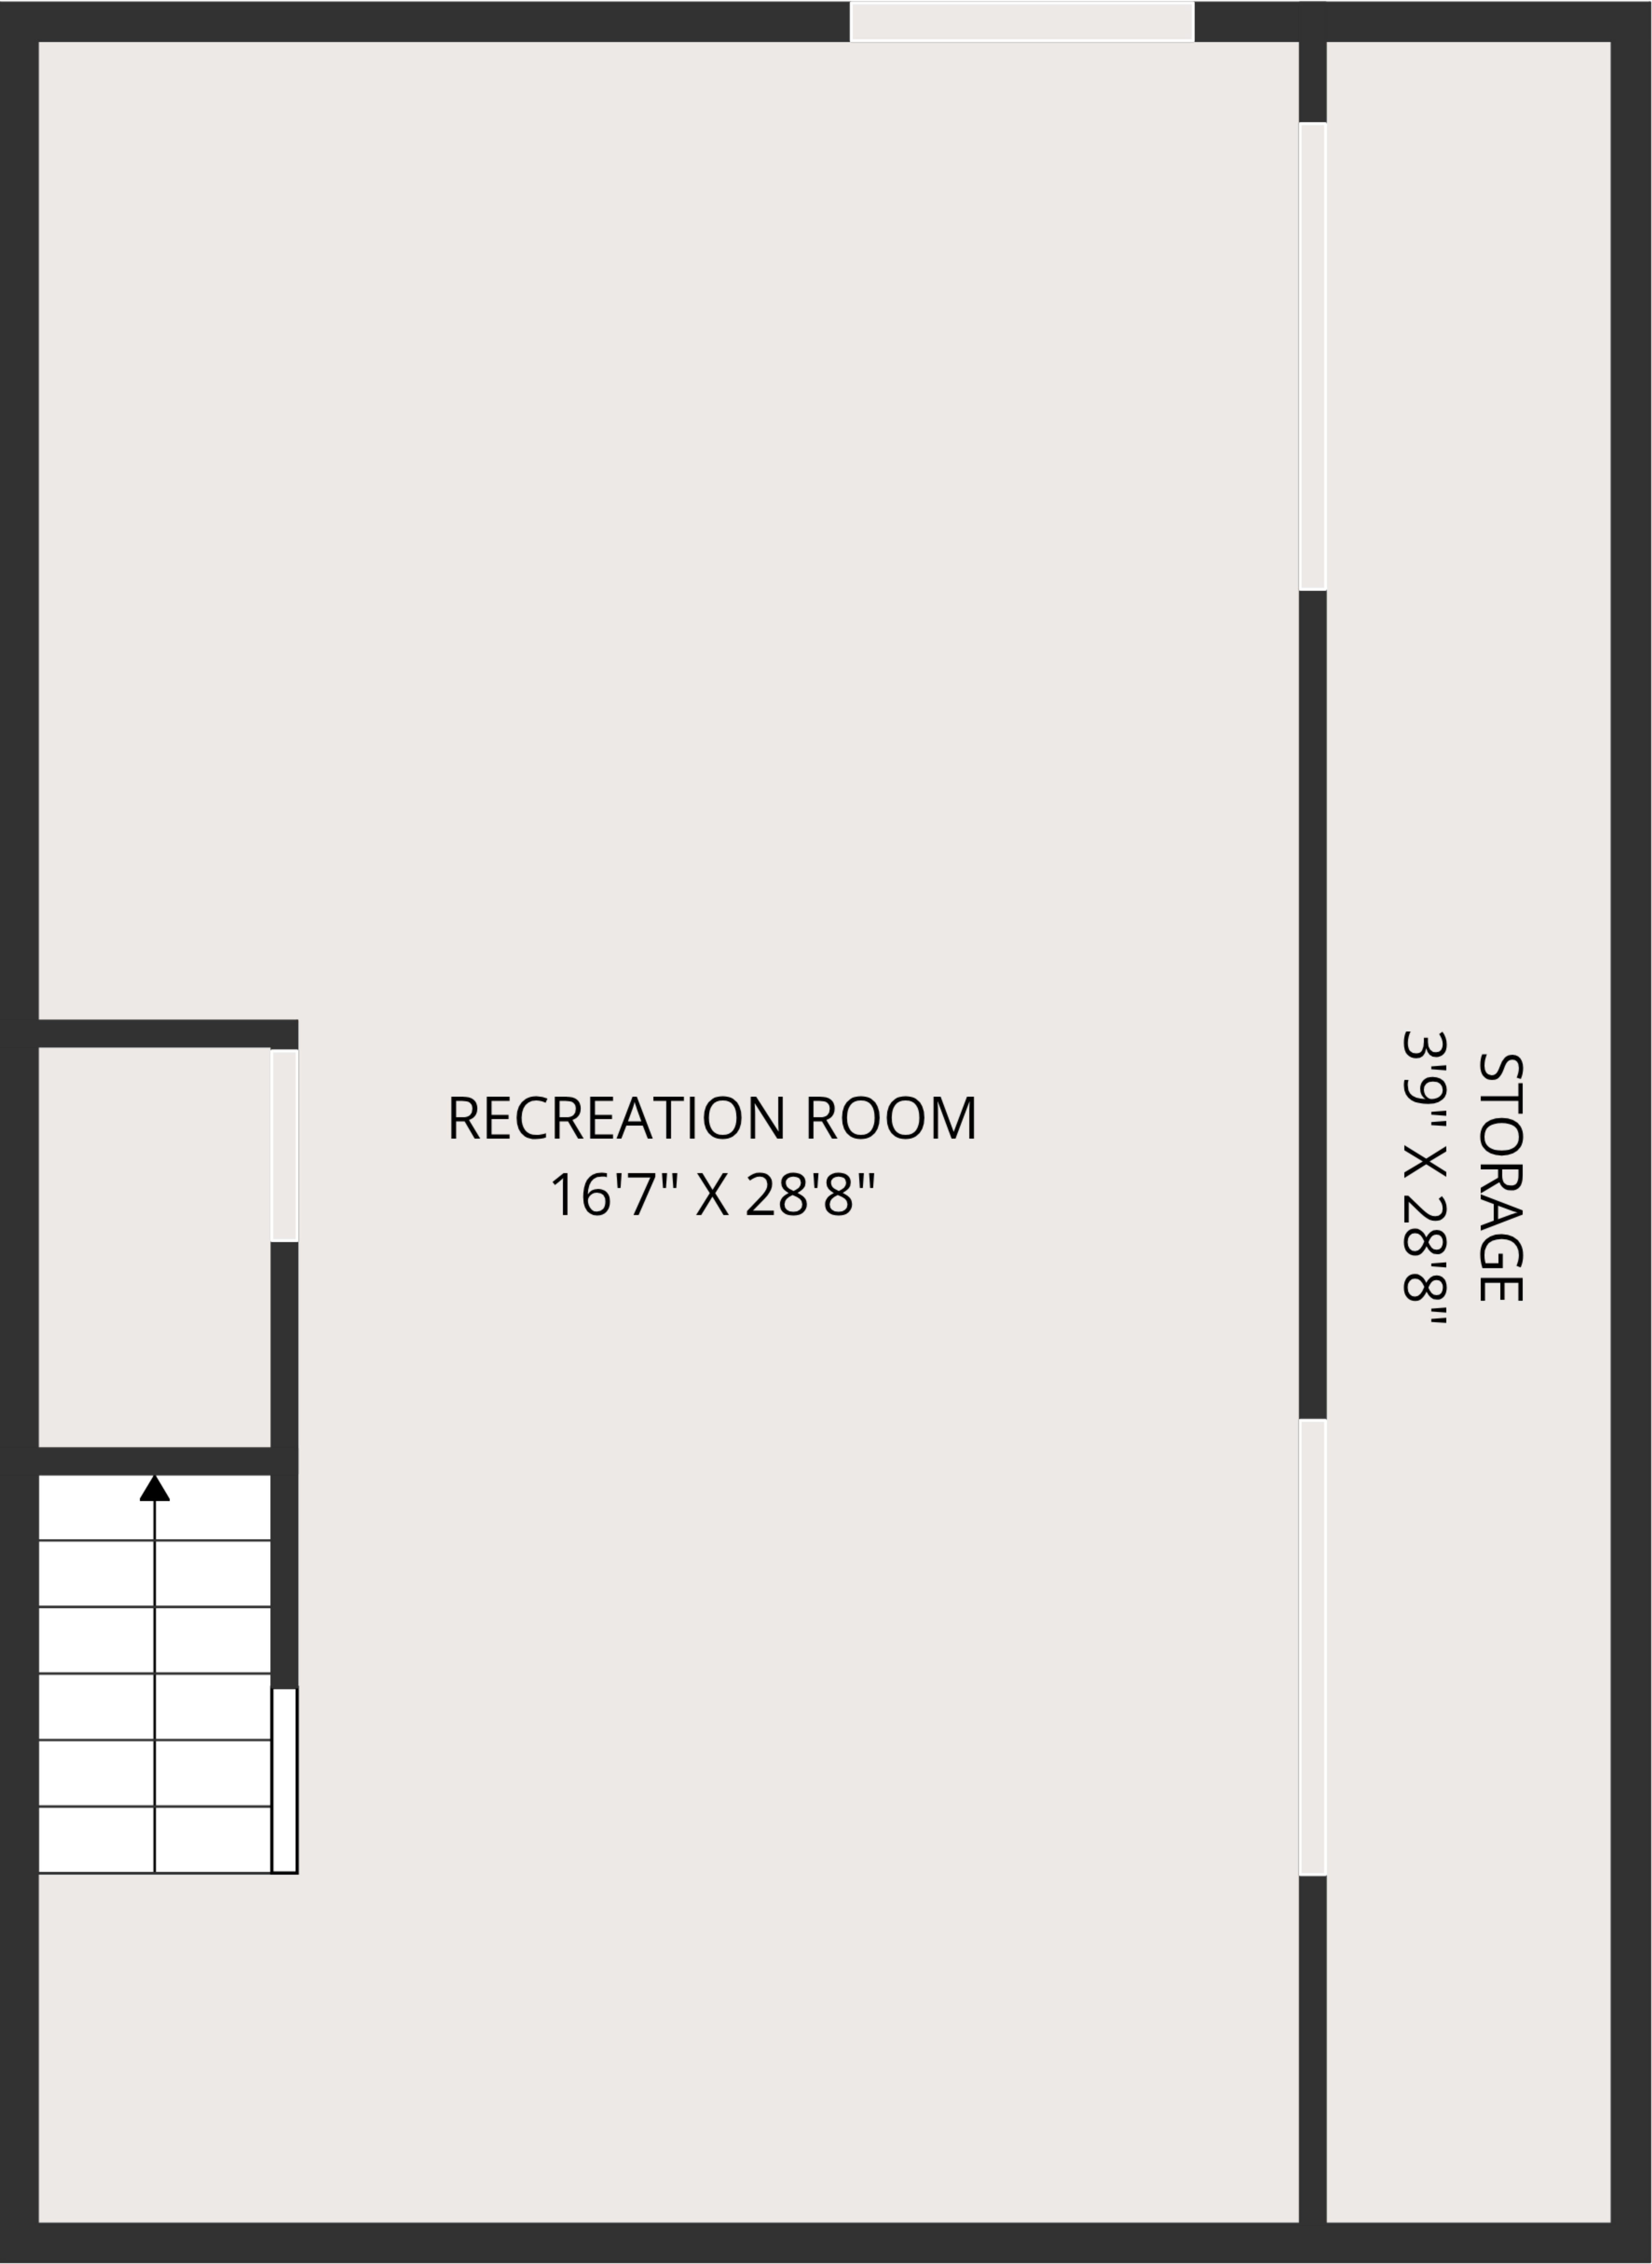 RECREATION ROOM
16'7" X 28'8"
STORAGE
3'9" X 28'8"